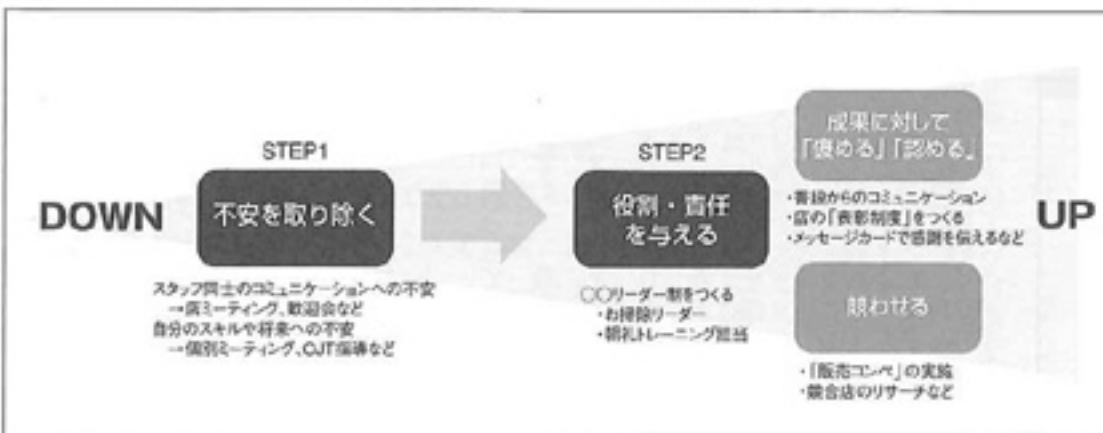 DOWN
STEP1
不安を取り除く
スタッフ同士のコミュニケーションへの不安
→店ミーティング、歓迎会など
自分のスキルや将来への不安
→個別ミーティング、OJT指導など
STEP2
役割・責任
を与える
〇〇リーダー制をつくる
・お掃除リーダー
・朝礼トレーニング担当
成果に対して
「褒める」「認める」
・普段からのコミュニケーション
・店の「表彰制度」をつくる
・メッセージカードで感謝を伝えるなど
競わせる
・「販売コンペ」の実施
・競合店のリサーチなど
UP